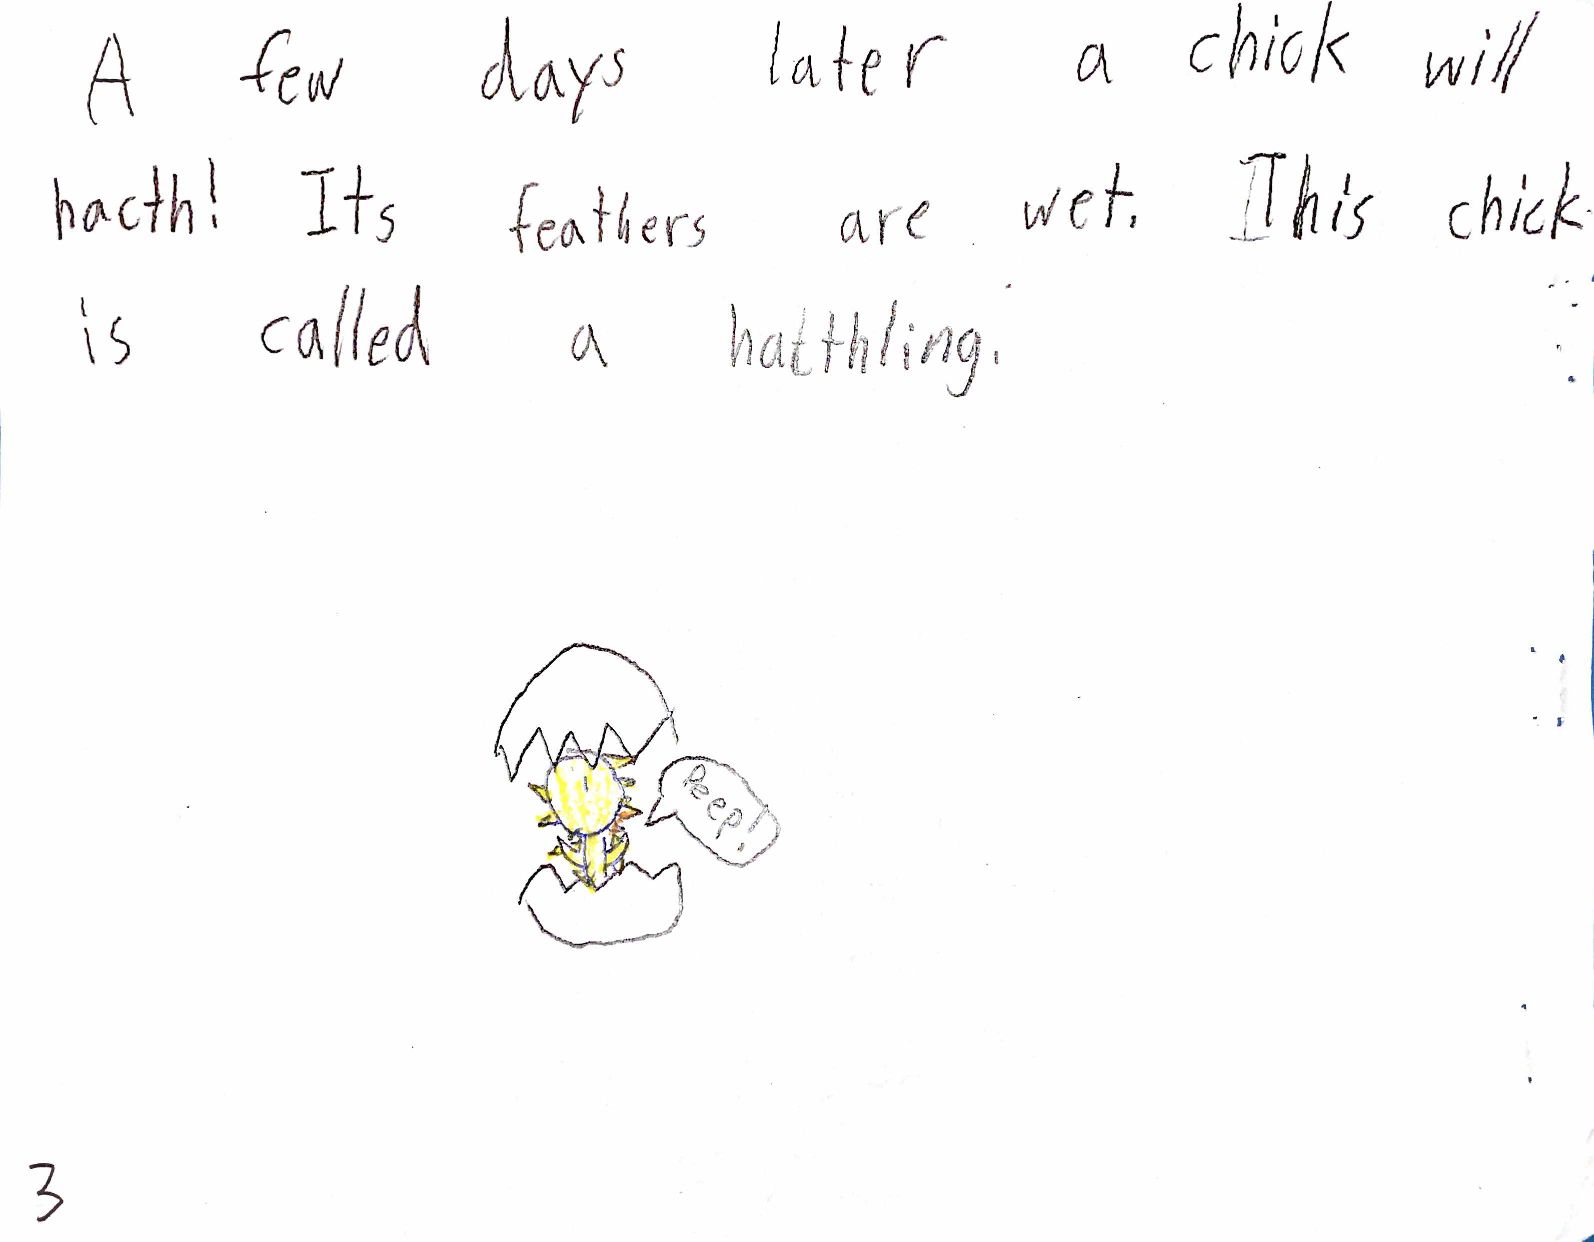 A few days later a chick will
hacth! Its feathers are wet. This chick
is called a hatthling.
Peep!
3